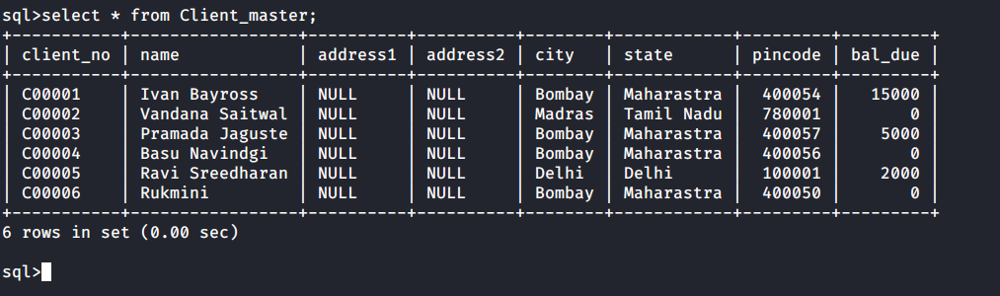 sql>select * from Client_master;
+-----------+-----------------+----------+----------+--------+------------+---------+---------+
| client_no | name            | address1 | address2 | city   | state      | pincode | bal_due |
+-----------+-----------------+----------+----------+--------+------------+---------+---------+
| C00001    | Ivan Bayross    | NULL     | NULL     | Bombay | Maharastra |  400054 |   15000 |
| C00002    | Vandana Saitwal | NULL     | NULL     | Madras | Tamil Nadu |  780001 |       0 |
| C00003    | Pramada Jaguste | NULL     | NULL     | Bombay | Maharastra |  400057 |    5000 |
| C00004    | Basu Navindgi   | NULL     | NULL     | Bombay | Maharastra |  400056 |       0 |
| C00005    | Ravi Sreedharan | NULL     | NULL     | Delhi  | Delhi      |  100001 |    2000 |
| C00006    | Rukmini         | NULL     | NULL     | Bombay | Maharastra |  400050 |       0 |
+-----------+-----------------+----------+----------+--------+------------+---------+---------+
6 rows in set (0.00 sec)
sql>